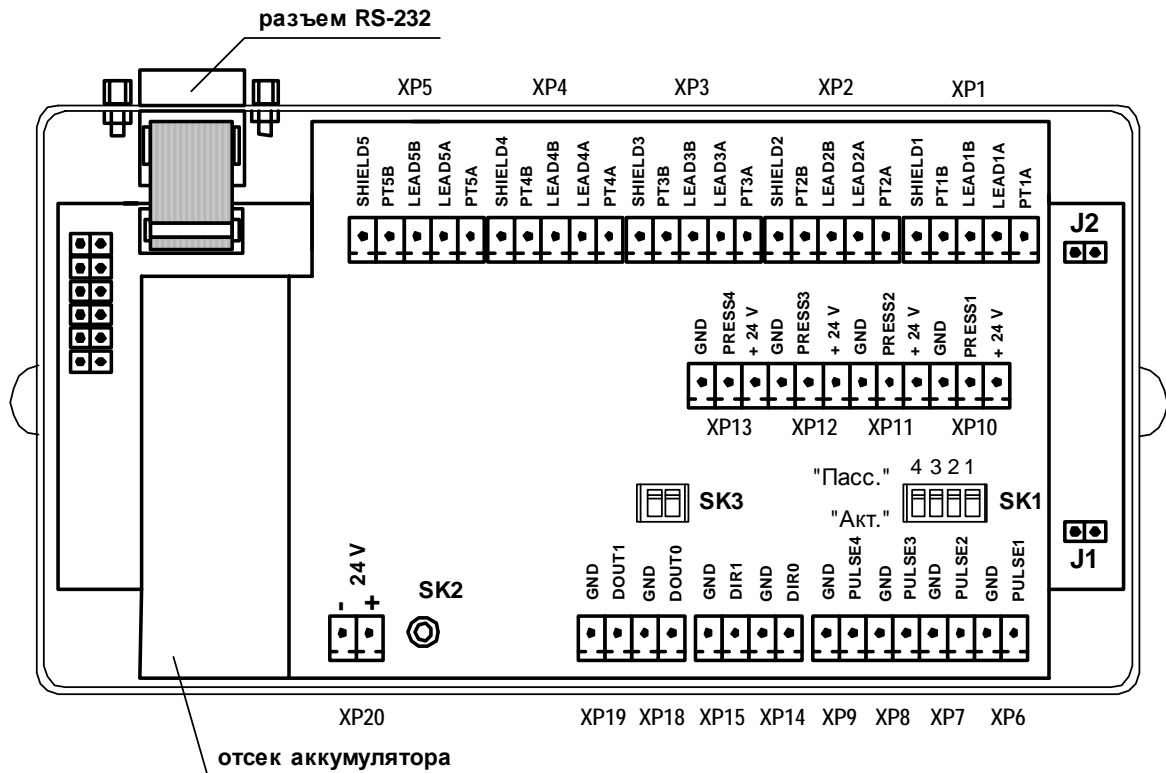 разъем RS-232
XP5 XP4 XP3 XP2 XP1
SHIELD5 PT5B LEAD5B LEAD5A PT5A SHIELD4 PT4B LEAD4B LEAD4A PT4A SHIELD3 PT3B LEAD3B LEAD3A PT3A SHIELD2 PT2B LEAD2B LEAD2A PT2A SHIELD1 PT1B LEAD1B LEAD1A PT1A
J2
GND PRESS4 + 24 V GND PRESS3 + 24 V GND PRESS2 + 24 V GND PRESS1 + 24 V
XP13 XP12 XP11 XP10
"Пасс." 4 3 2 1
SK3 SK1
"Акт."
J1
- + 24 V
SK2
GND DOUT1 GND DOUT0 GND DIR1 GND DIR0 GND PULSE4 GND PULSE3 GND PULSE2 GND PULSE1
XP20 XP19 XP18 XP15 XP14 XP9 XP8 XP7 XP6
отсек аккумулятора